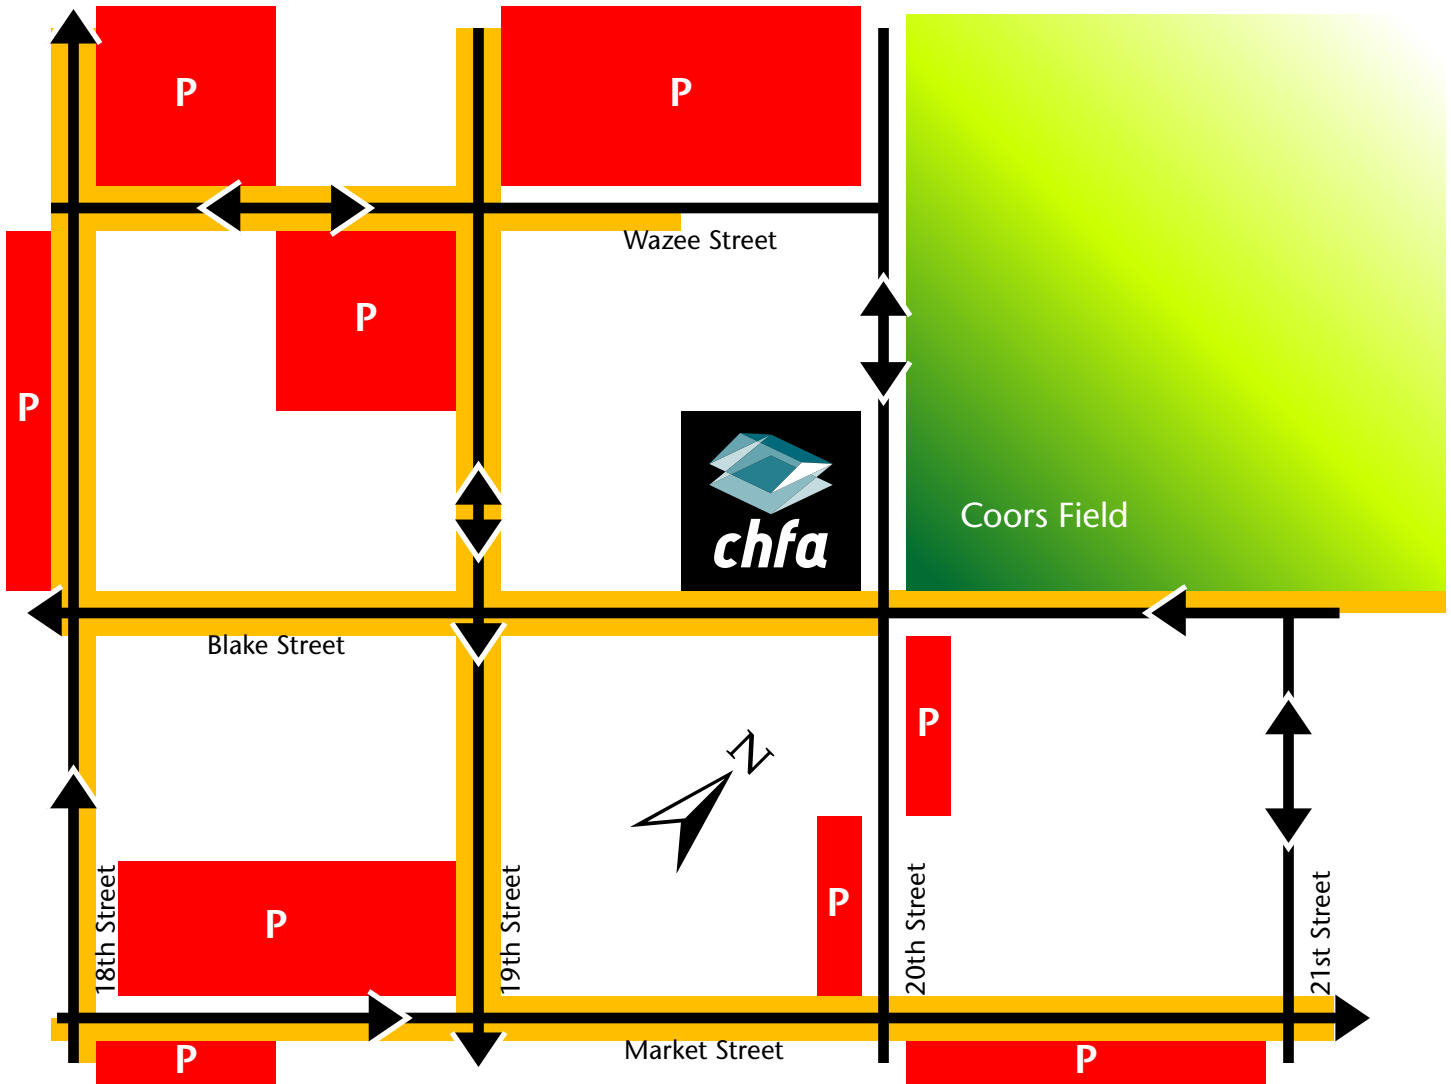 P
P
Wazee Street
P
P
chfa
Coors Field
Blake Street
P
N
P
P
18th Street
19th Street
20th Street
21st Street
Market Street
P
P